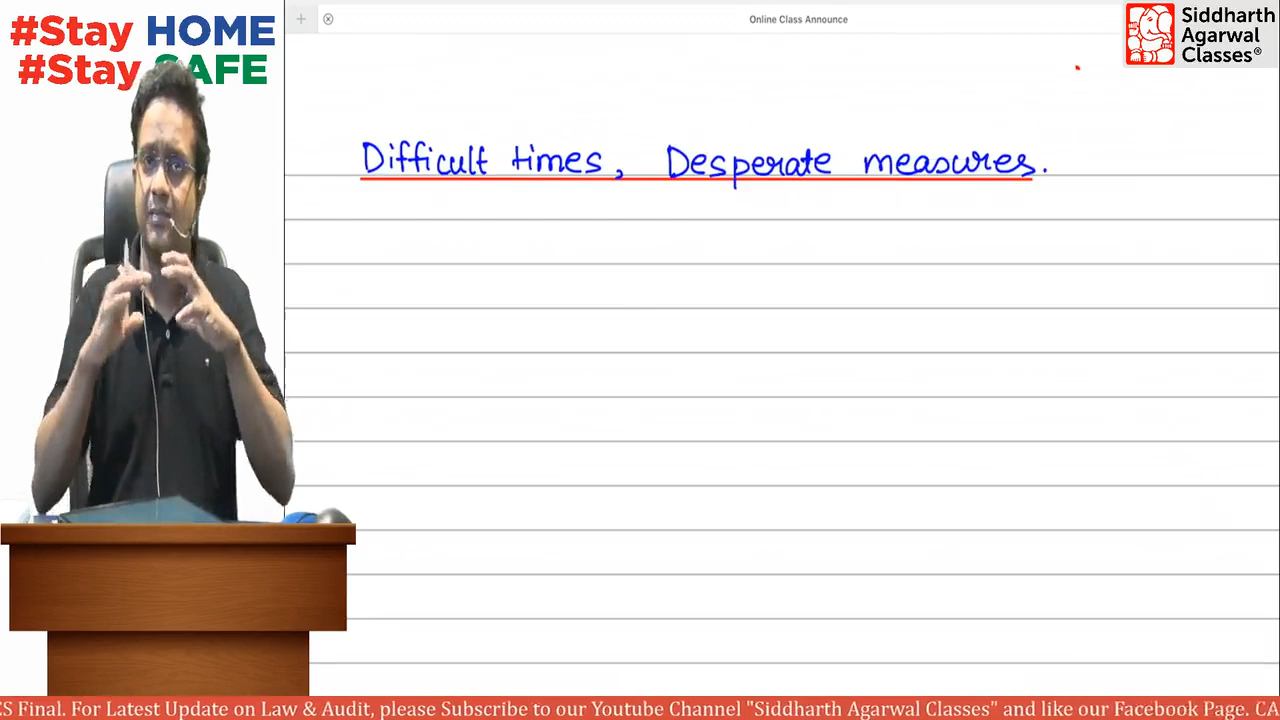 #Stay HOME
#Stay SAFE
Online Class Announce
Siddharth
Agarwal
Classes®
Difficult times, Desperate measures.
CS Final. For Latest Update on Law & Audit, please Subscribe to our Youtube Channel "Siddharth Agarwal Classes" and like our Facebook Page. CA